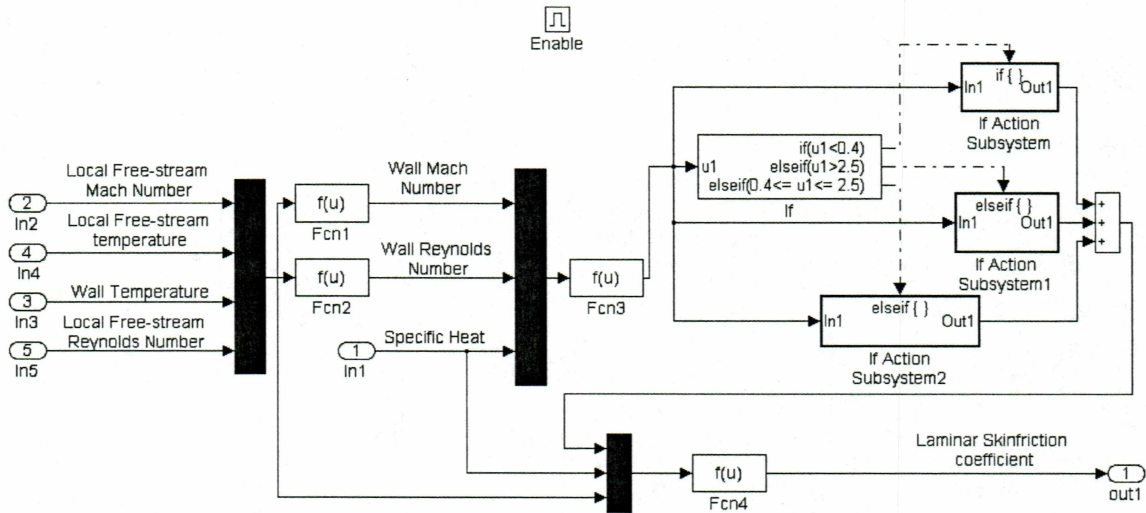 Enable
if { }
In1
Out1
If Action
Subsystem
u1
if(u1<0.4)
elseif(u1>2.5)
elseif(0.4<= u1<= 2.5)
If
elseif { }
In1
Out1
If Action
Subsystem1
elseif { }
In1
Out1
If Action
Subsystem2
Local Free-stream
Mach Number
2
In2
Local Free-stream
temperature
4
In4
Wall Temperature
3
In3
Local Free-stream
Reynolds Number
5
In5
f(u)
Fcn1
Wall Mach
Number
f(u)
Fcn2
Wall Reynolds
Number
Specific Heat
1
In1
f(u)
Fcn3
+
+
+
f(u)
Fcn4
Laminar Skinfriction
coefficient
1
out1